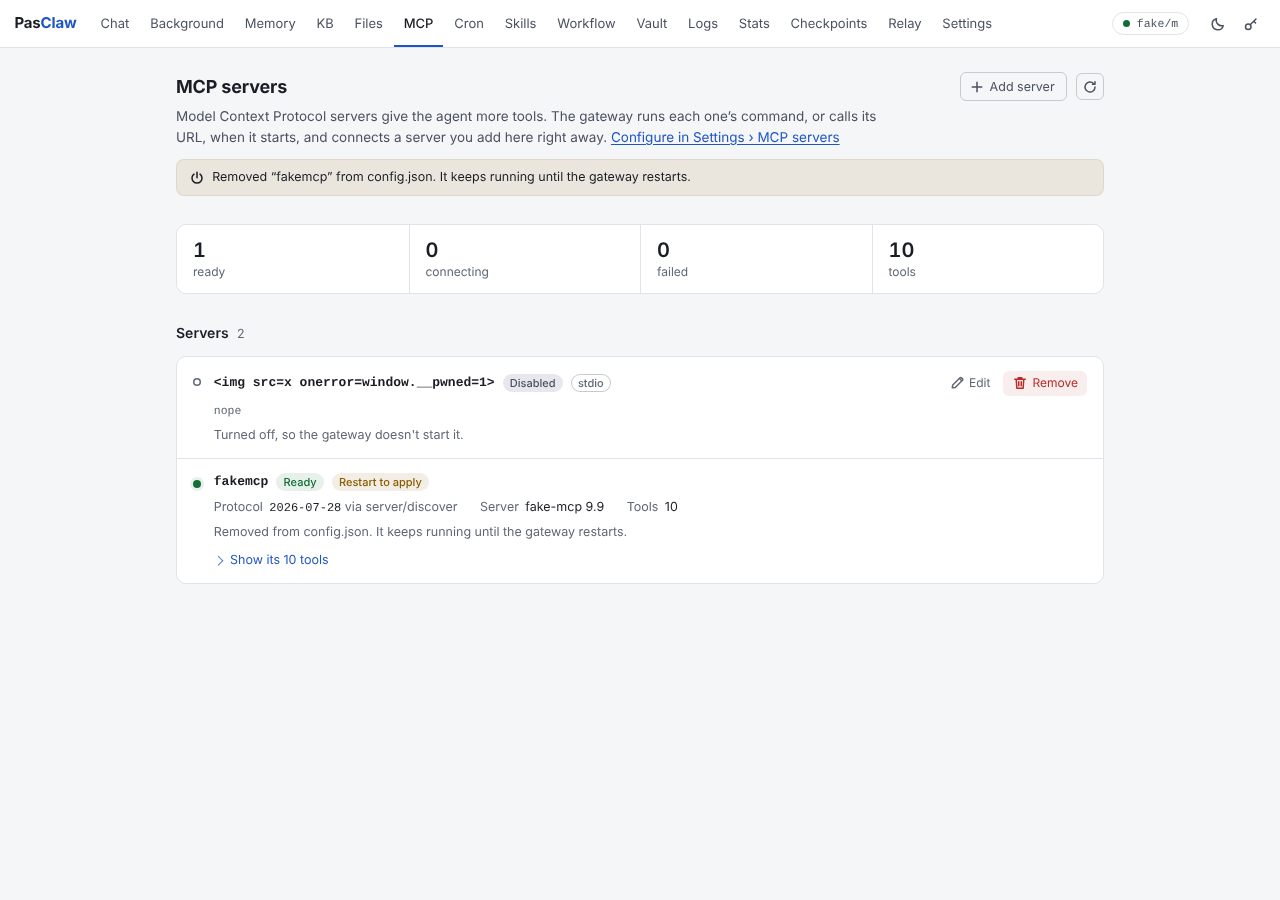 PasClaw Chat Background Memory KB Files MCP Cron Skills Workflow Vault Logs Stats Checkpoints Relay Settings fake/m
MCP servers
Add server
Model Context Protocol servers give the agent more tools. The gateway runs each one’s command, or calls its
URL, when it starts, and connects a server you add here right away. Configure in Settings › MCP servers
Removed “fakemcp” from config.json. It keeps running until the gateway restarts.
1 0 0 10
ready connecting failed tools
Servers 2
<img src=x onerror=window.__pwned=1> Disabled stdio Edit Remove
nope
Turned off, so the gateway doesn't start it.
fakemcp Ready Restart to apply
Protocol 2026-07-28 via server/discover Server fake-mcp 9.9 Tools 10
Removed from config.json. It keeps running until the gateway restarts.
Show its 10 tools